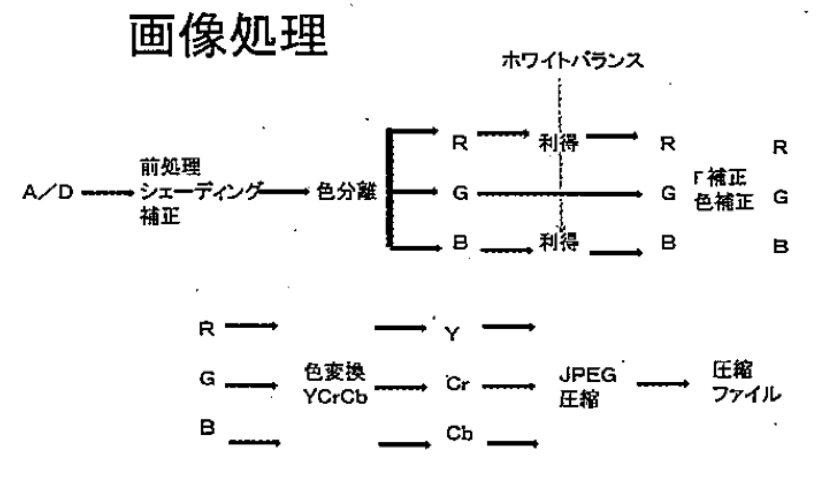 画像処理
ホワイトバランス
R 利得 R R
前処理
A/D シェーディング 色分離 G G Γ補正 G
補正 色補正
B 利得 B B
R Y
G 色変換 Cr JPEG 圧縮
YCrCb 圧縮 ファイル
B Cb